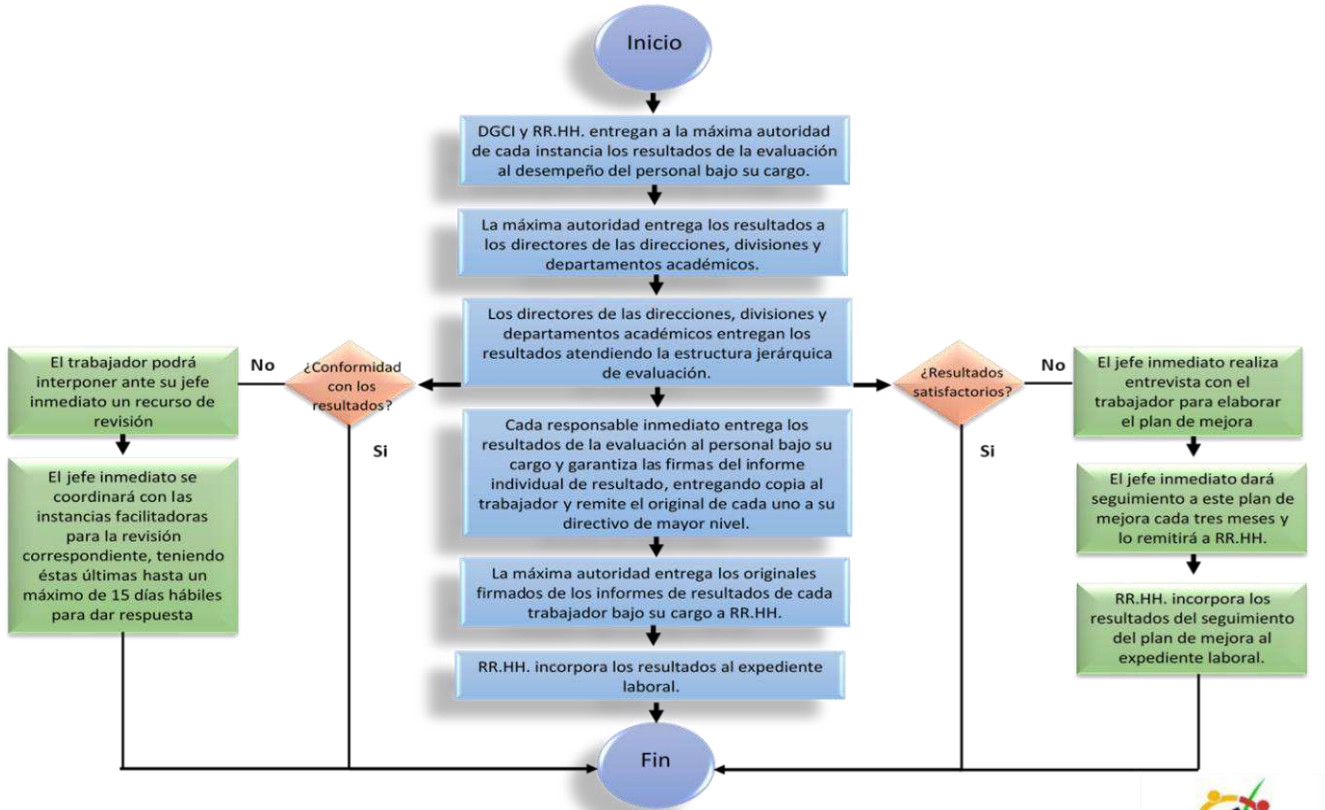 Inicio
DGCI y RR.HH. entregan a la máxima autoridad
de cada instancia los resultados de la evaluación
al desempeño del personal bajo su cargo.
La máxima autoridad entrega los resultados a
los directores de las direcciones, divisiones y
departamentos académicos.
Los directores de las direcciones, divisiones y
departamentos académicos entregan los
resultados atendiendo la estructura jerárquica
de evaluación.
¿Conformidad
con los
resultados?
No
Si
El trabajador podrá
interponer ante su jefe
inmediato un recurso de
revisión
El jefe inmediato se
coordinará con las
instancias facilitadoras
para la revisión
correspondiente, teniendo
éstas últimas hasta un
máximo de 15 días hábiles
para dar respuesta
¿Resultados
satisfactorios?
No
Si
El jefe inmediato realiza
entrevista con el
trabajador para elaborar
el plan de mejora
El jefe inmediato dará
seguimiento a este plan de
mejora cada tres meses y
lo remitirá a RR.HH.
RR.HH. incorpora los
resultados del seguimiento
del plan de mejora al
expediente laboral.
Cada responsable inmediato entrega los
resultados de la evaluación al personal bajo su
cargo y garantiza las firmas del informe
individual de resultado, entregando copia al
trabajador y remite el original de cada uno a su
directivo de mayor nivel.
La máxima autoridad entrega los originales
firmados de los informes de resultados de cada
trabajador bajo su cargo a RR.HH.
RR.HH. incorpora los resultados al expediente
laboral.
Fin